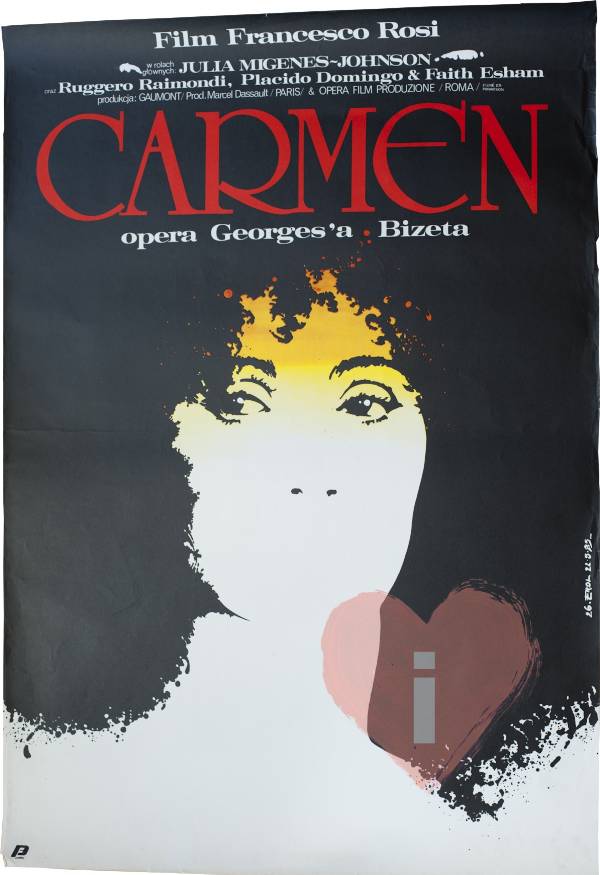 Film Francesco Rosi
w rolach głównych: JULIA MIGENES-JOHNSON
oraz Ruggero Raimondi, Placido Domingo & Faith Esham
produkcja: GAUMONT/ Prod. Marcel Dassault / PARIS/ & OPERA FILM PRODUZIONE / ROMA /
CARMEN
opera Georges'a Bizeta
i